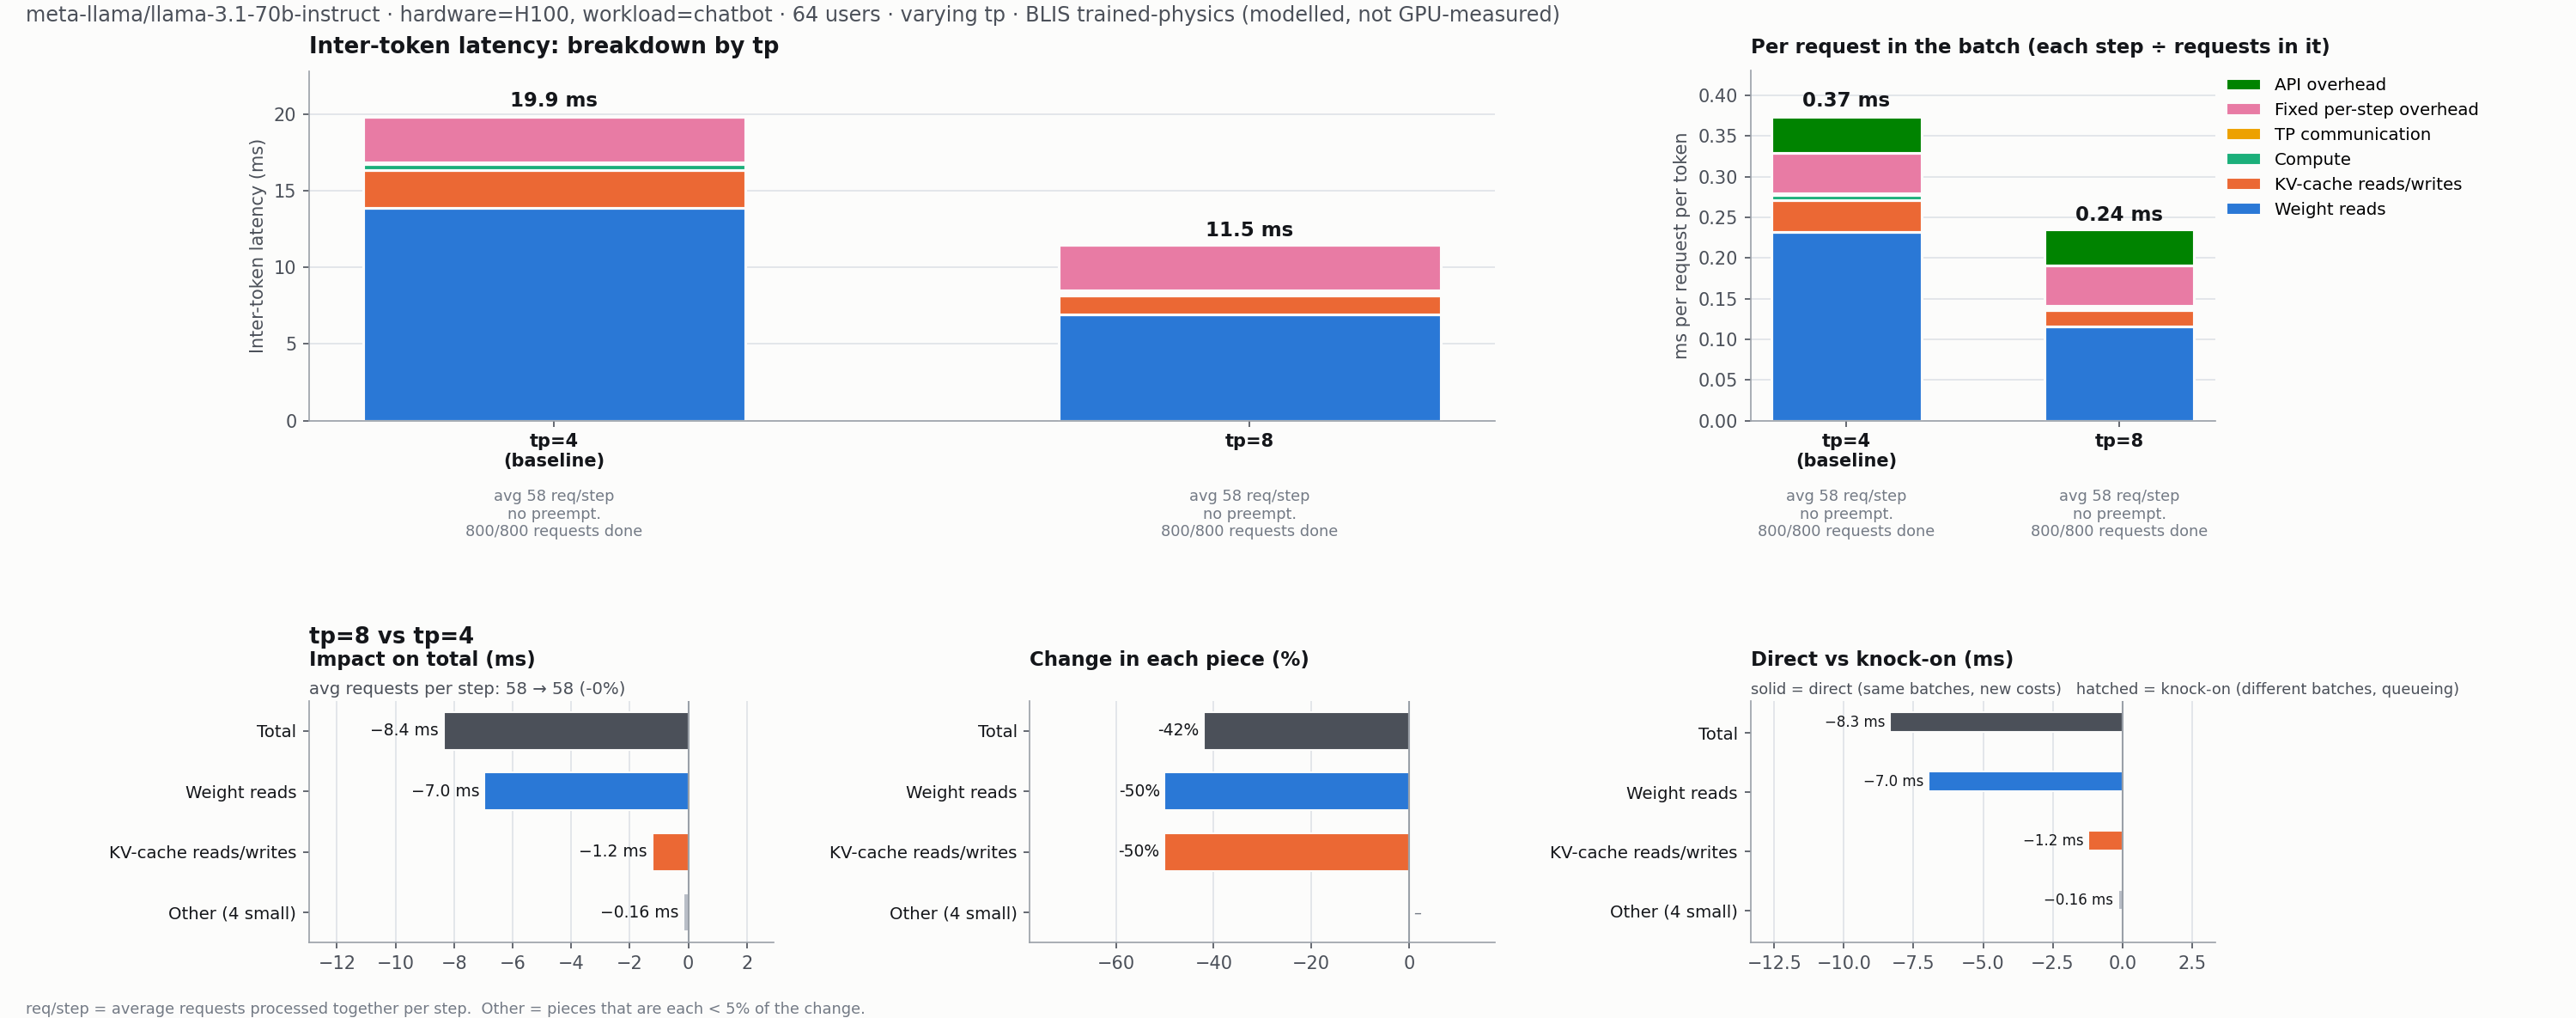 meta-llama/llama-3.1-70b-instruct · hardware=H100, workload=chatbot · 64 users · varying tp · BLIS trained-physics (modelled, not GPU-measured)
Inter-token latency: breakdown by tp
Inter-token latency (ms)
20
15
10
5
0
19.9 ms
11.5 ms
tp=4
(baseline)
avg 58 req/step
no preempt.
800/800 requests done
tp=8
avg 58 req/step
no preempt.
800/800 requests done
Per request in the batch (each step ÷ requests in it)
ms per request per token
0.40
0.35
0.30
0.25
0.20
0.15
0.10
0.05
0.00
0.37 ms
0.24 ms
tp=4
(baseline)
avg 58 req/step
no preempt.
800/800 requests done
tp=8
avg 58 req/step
no preempt.
800/800 requests done
API overhead
Fixed per-step overhead
TP communication
Compute
KV-cache reads/writes
Weight reads
tp=8 vs tp=4
Impact on total (ms)
avg requests per step: 58 → 58 (-0%)
Total
−8.4 ms
Weight reads
−7.0 ms
KV-cache reads/writes
−1.2 ms
Other (4 small)
−0.16 ms
−12 −10 −8 −6 −4 −2 0 2
Change in each piece (%)
Total
-42%
Weight reads
-50%
KV-cache reads/writes
-50%
Other (4 small)
–
−60 −40 −20 0
Direct vs knock-on (ms)
solid = direct (same batches, new costs) hatched = knock-on (different batches, queueing)
Total
−8.3 ms
Weight reads
−7.0 ms
KV-cache reads/writes
−1.2 ms
Other (4 small)
−0.16 ms
−12.5 −10.0 −7.5 −5.0 −2.5 0.0 2.5
req/step = average requests processed together per step. Other = pieces that are each < 5% of the change.